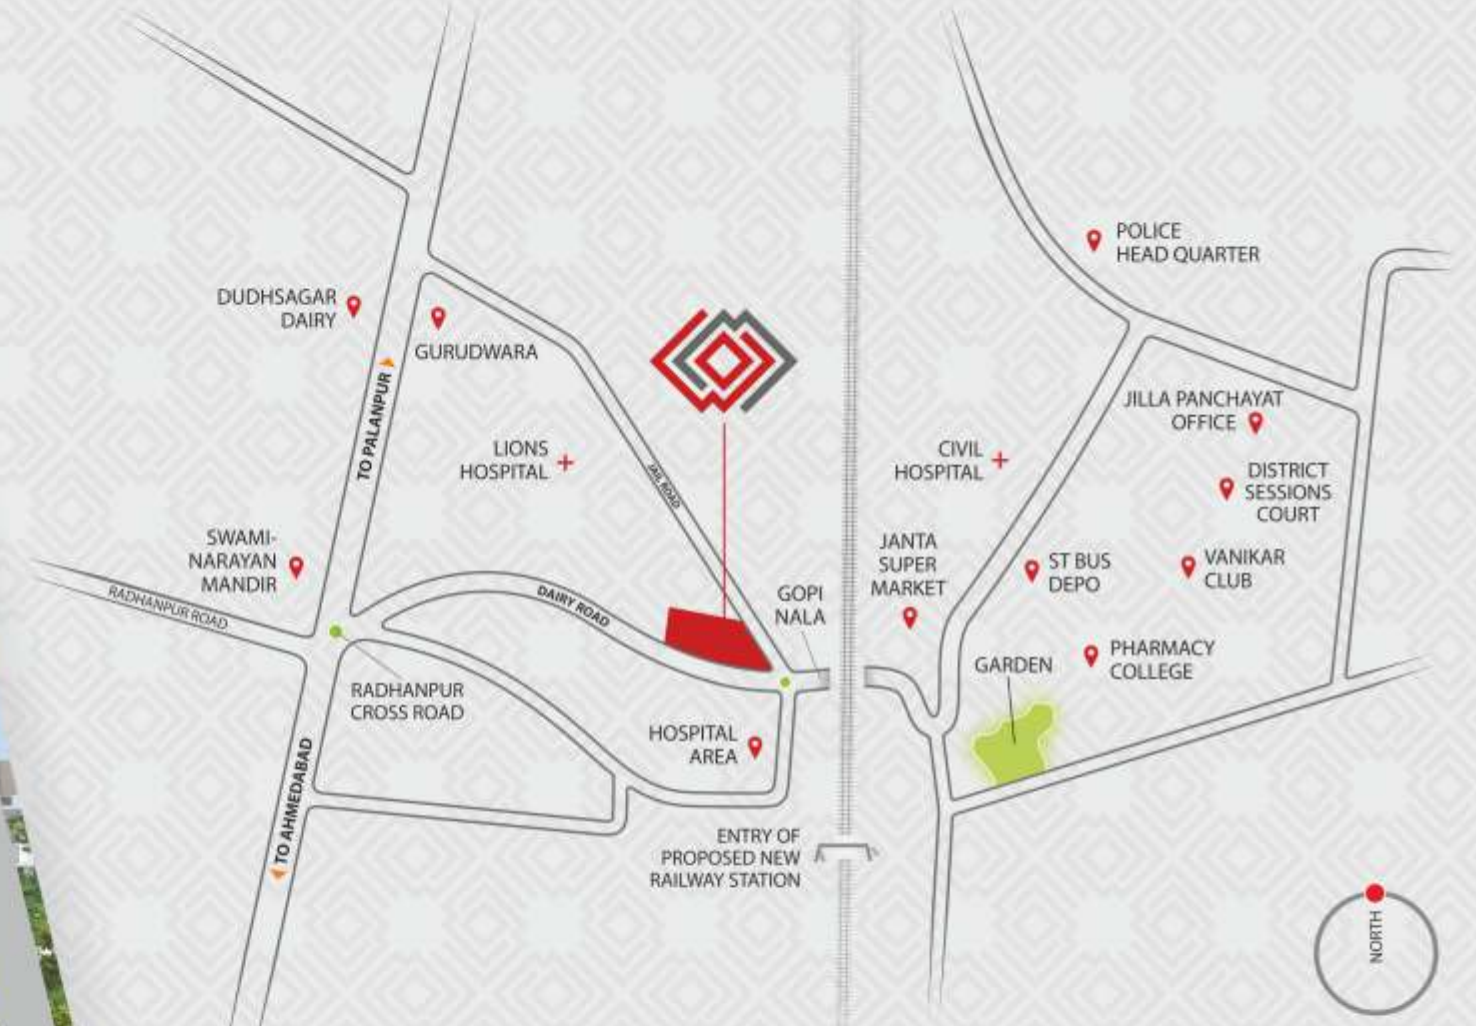 POLICE
HEAD QUARTER
DUDHSAGAR
DAIRY
GURUDWARA
TO PALANPUR
JILLA PANCHAYAT
OFFICE
LIONS
HOSPITAL
JAIL ROAD
CIVIL
HOSPITAL
DISTRICT
SESSIONS
COURT
SWAMI-
NARAYAN
MANDIR
JANTA
SUPER
MARKET
ST BUS
DEPO
VANIKAR
CLUB
RADHANPUR ROAD
DAIRY ROAD
GOPI
NALA
PHARMACY
COLLEGE
GARDEN
RADHANPUR
CROSS ROAD
HOSPITAL
AREA
TO AHMEDABAD
ENTRY OF
PROPOSED NEW
RAILWAY STATION
NORTH